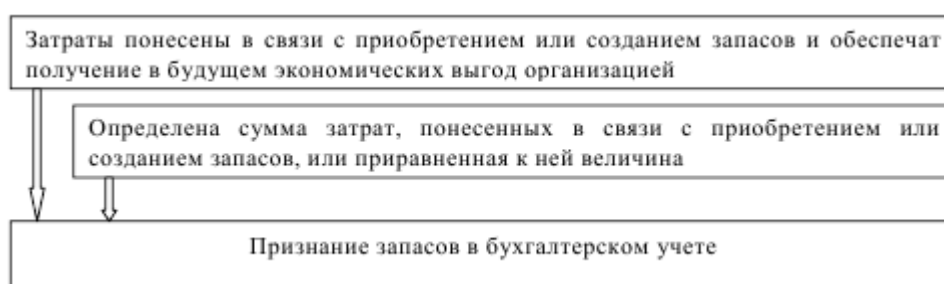 Затраты понесены в связи с приобретением или созданием запасов и обеспечат
получение в будущем экономических выгод организацией
Определена сумма затрат, понесенных в связи с приобретением или
созданием запасов, или приравненная к ней величина
Признание запасов в бухгалтерском учете